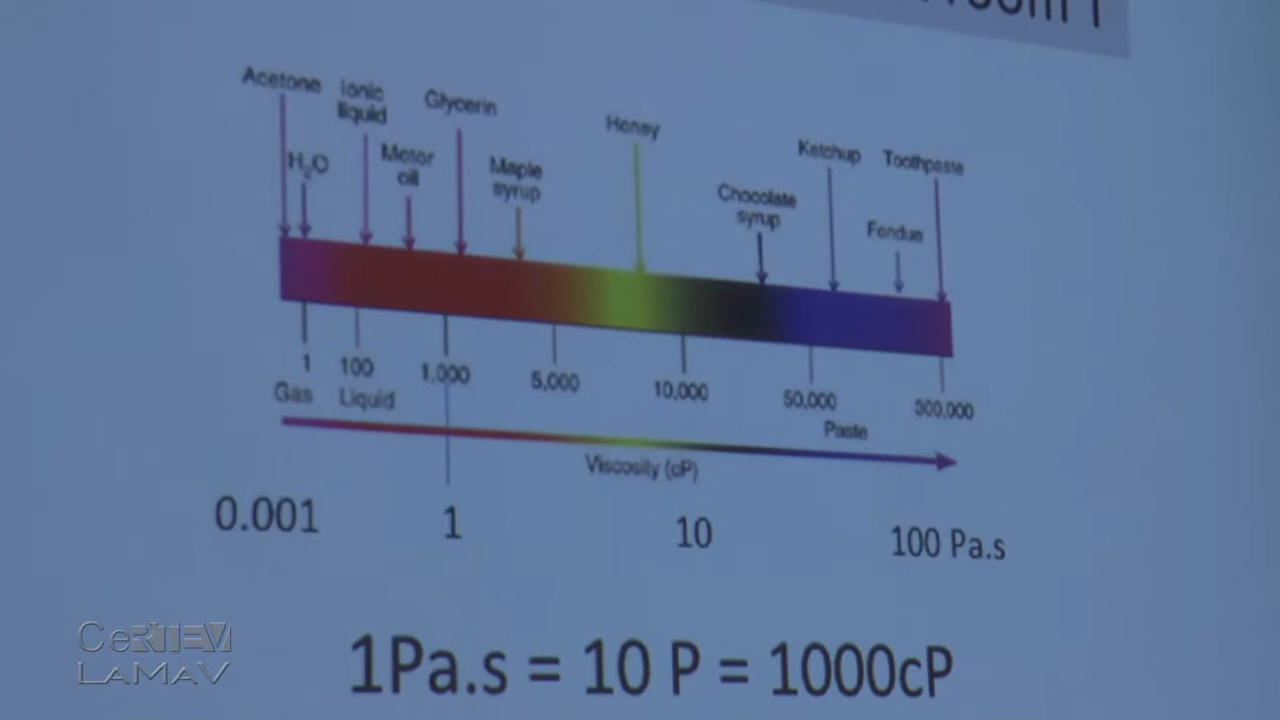 Acetone
Ionic
liquid
Glycerin
Honey
Ketchup
Toothpaste
H₂O
Motor
oil
Maple
syrup
Chocolate
syrup
Fondue
1
100
1,000
5,000
10,000
50,000
300,000
Gas
Liquid
Paste
Viscosity (cP)
0.001
1
10
100 Pa.s
1Pa.s = 10 P = 1000cP
CeRTEV
LAMAV